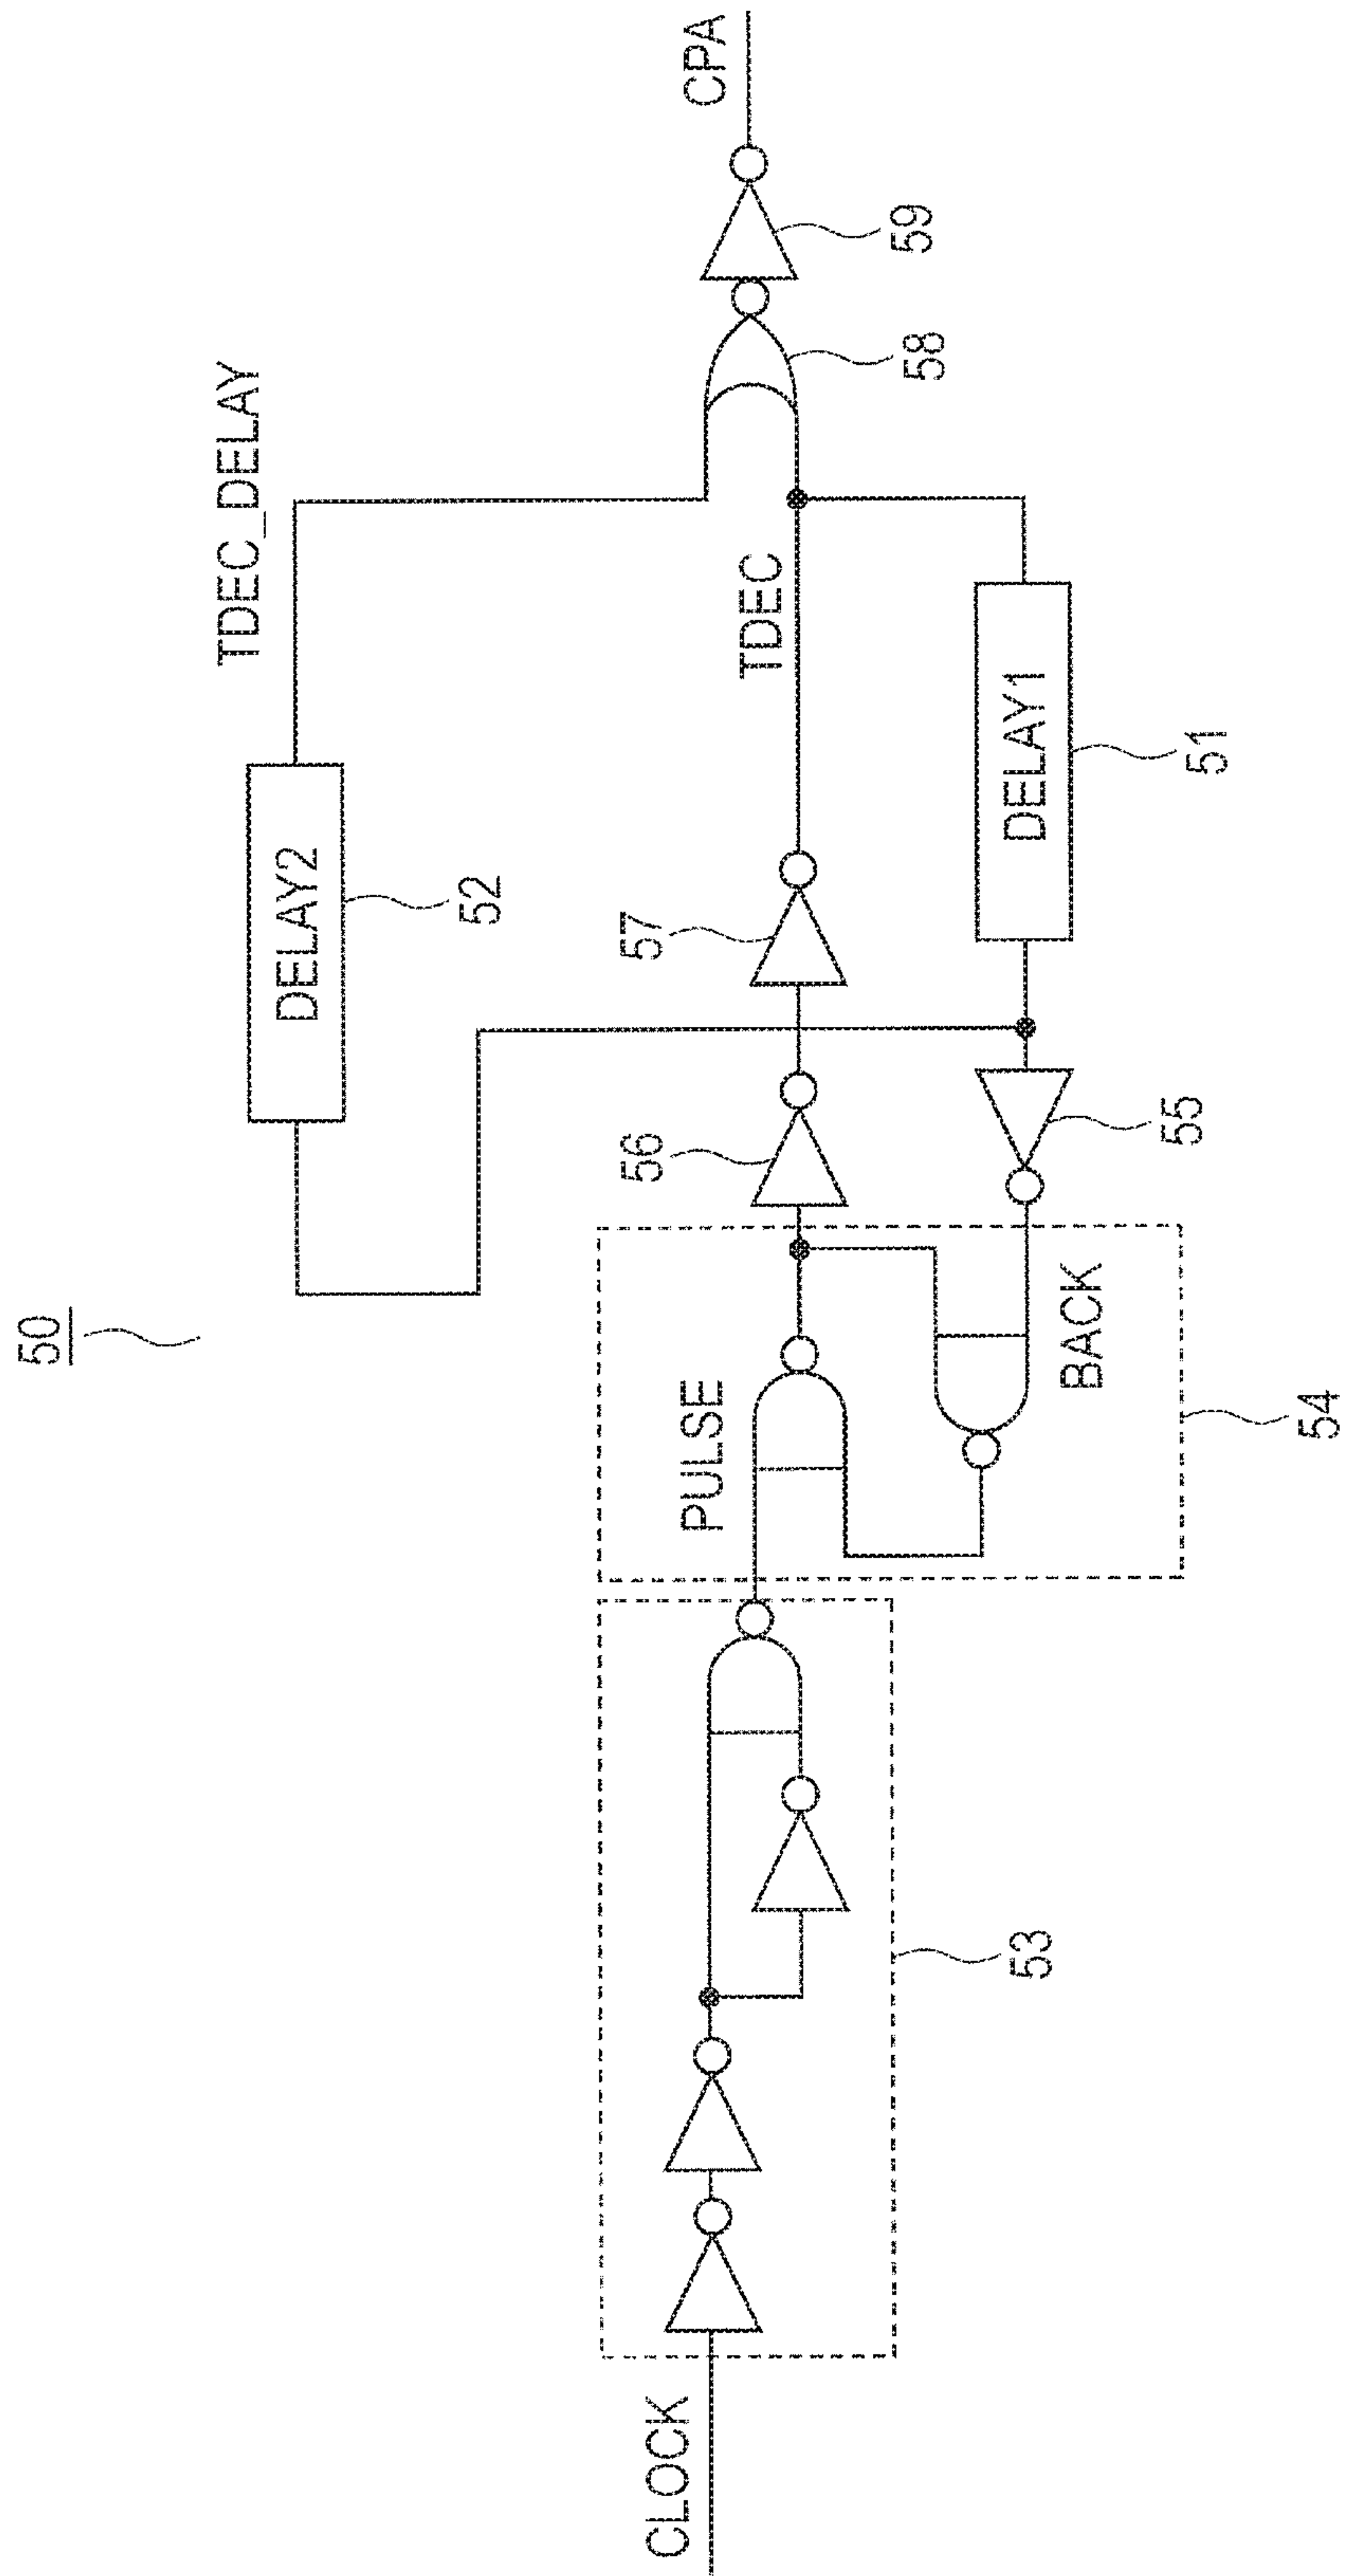 50
CLOCK
53
PULSE
BACK
54
55
56
57
DELAY1
51
DELAY2
52
TDEC
TDEC_DELAY
58
59
CPA